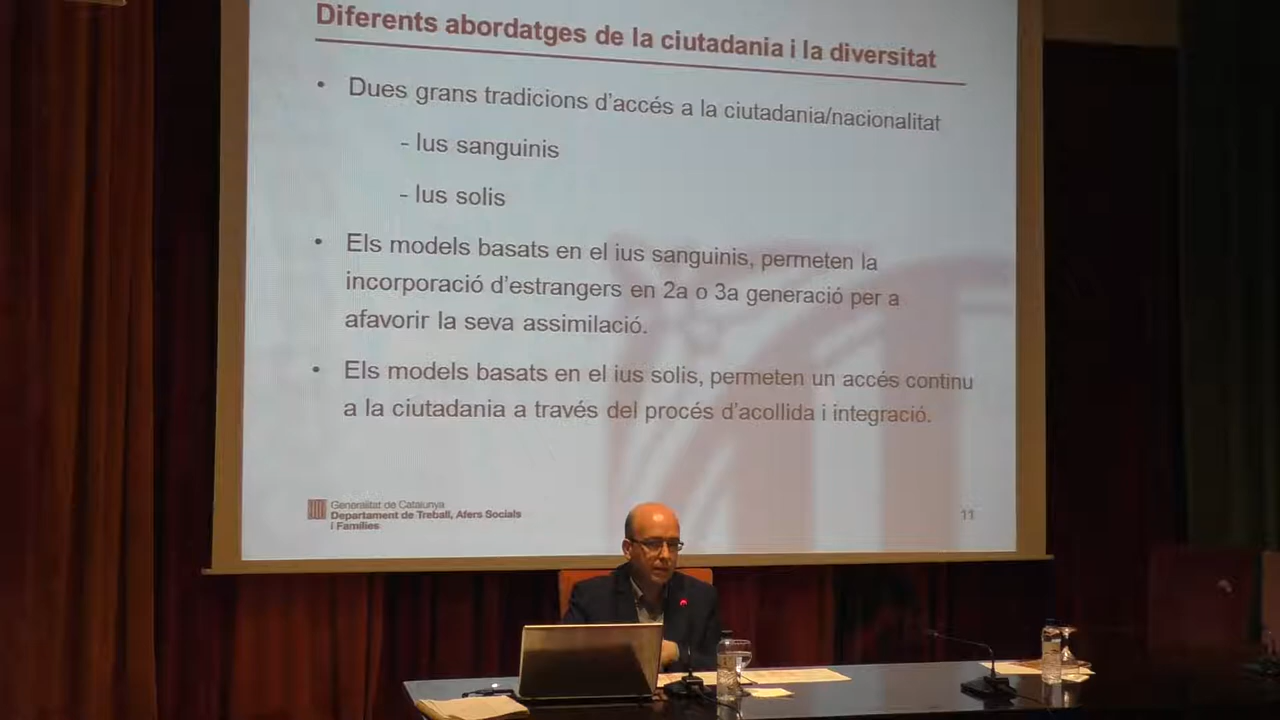 Diferents abordatges de la ciutadania i la diversitat
• Dues grans tradicions d'accés a la ciutadania/nacionalitat
- Ius sanguinis
- Ius solis
• Els models basats en el ius sanguinis, permeten la
incorporació d'estrangers en 2a o 3a generació per a
afavorir la seva assimilació.
• Els models basats en el ius solis, permeten un accés continu
a la ciutadania a través del procés d'acollida i integració.
Generalitat de Catalunya
Departament de Treball, Afers Socials
i Famílies
11